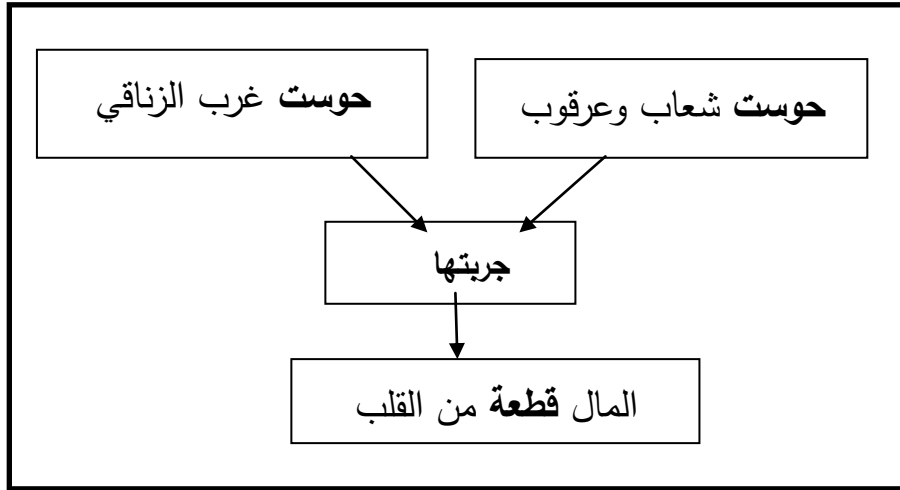 حوست شعاب وعرقوب
حوست غرب الزناقي
جربتها
المال قطعة من القلب